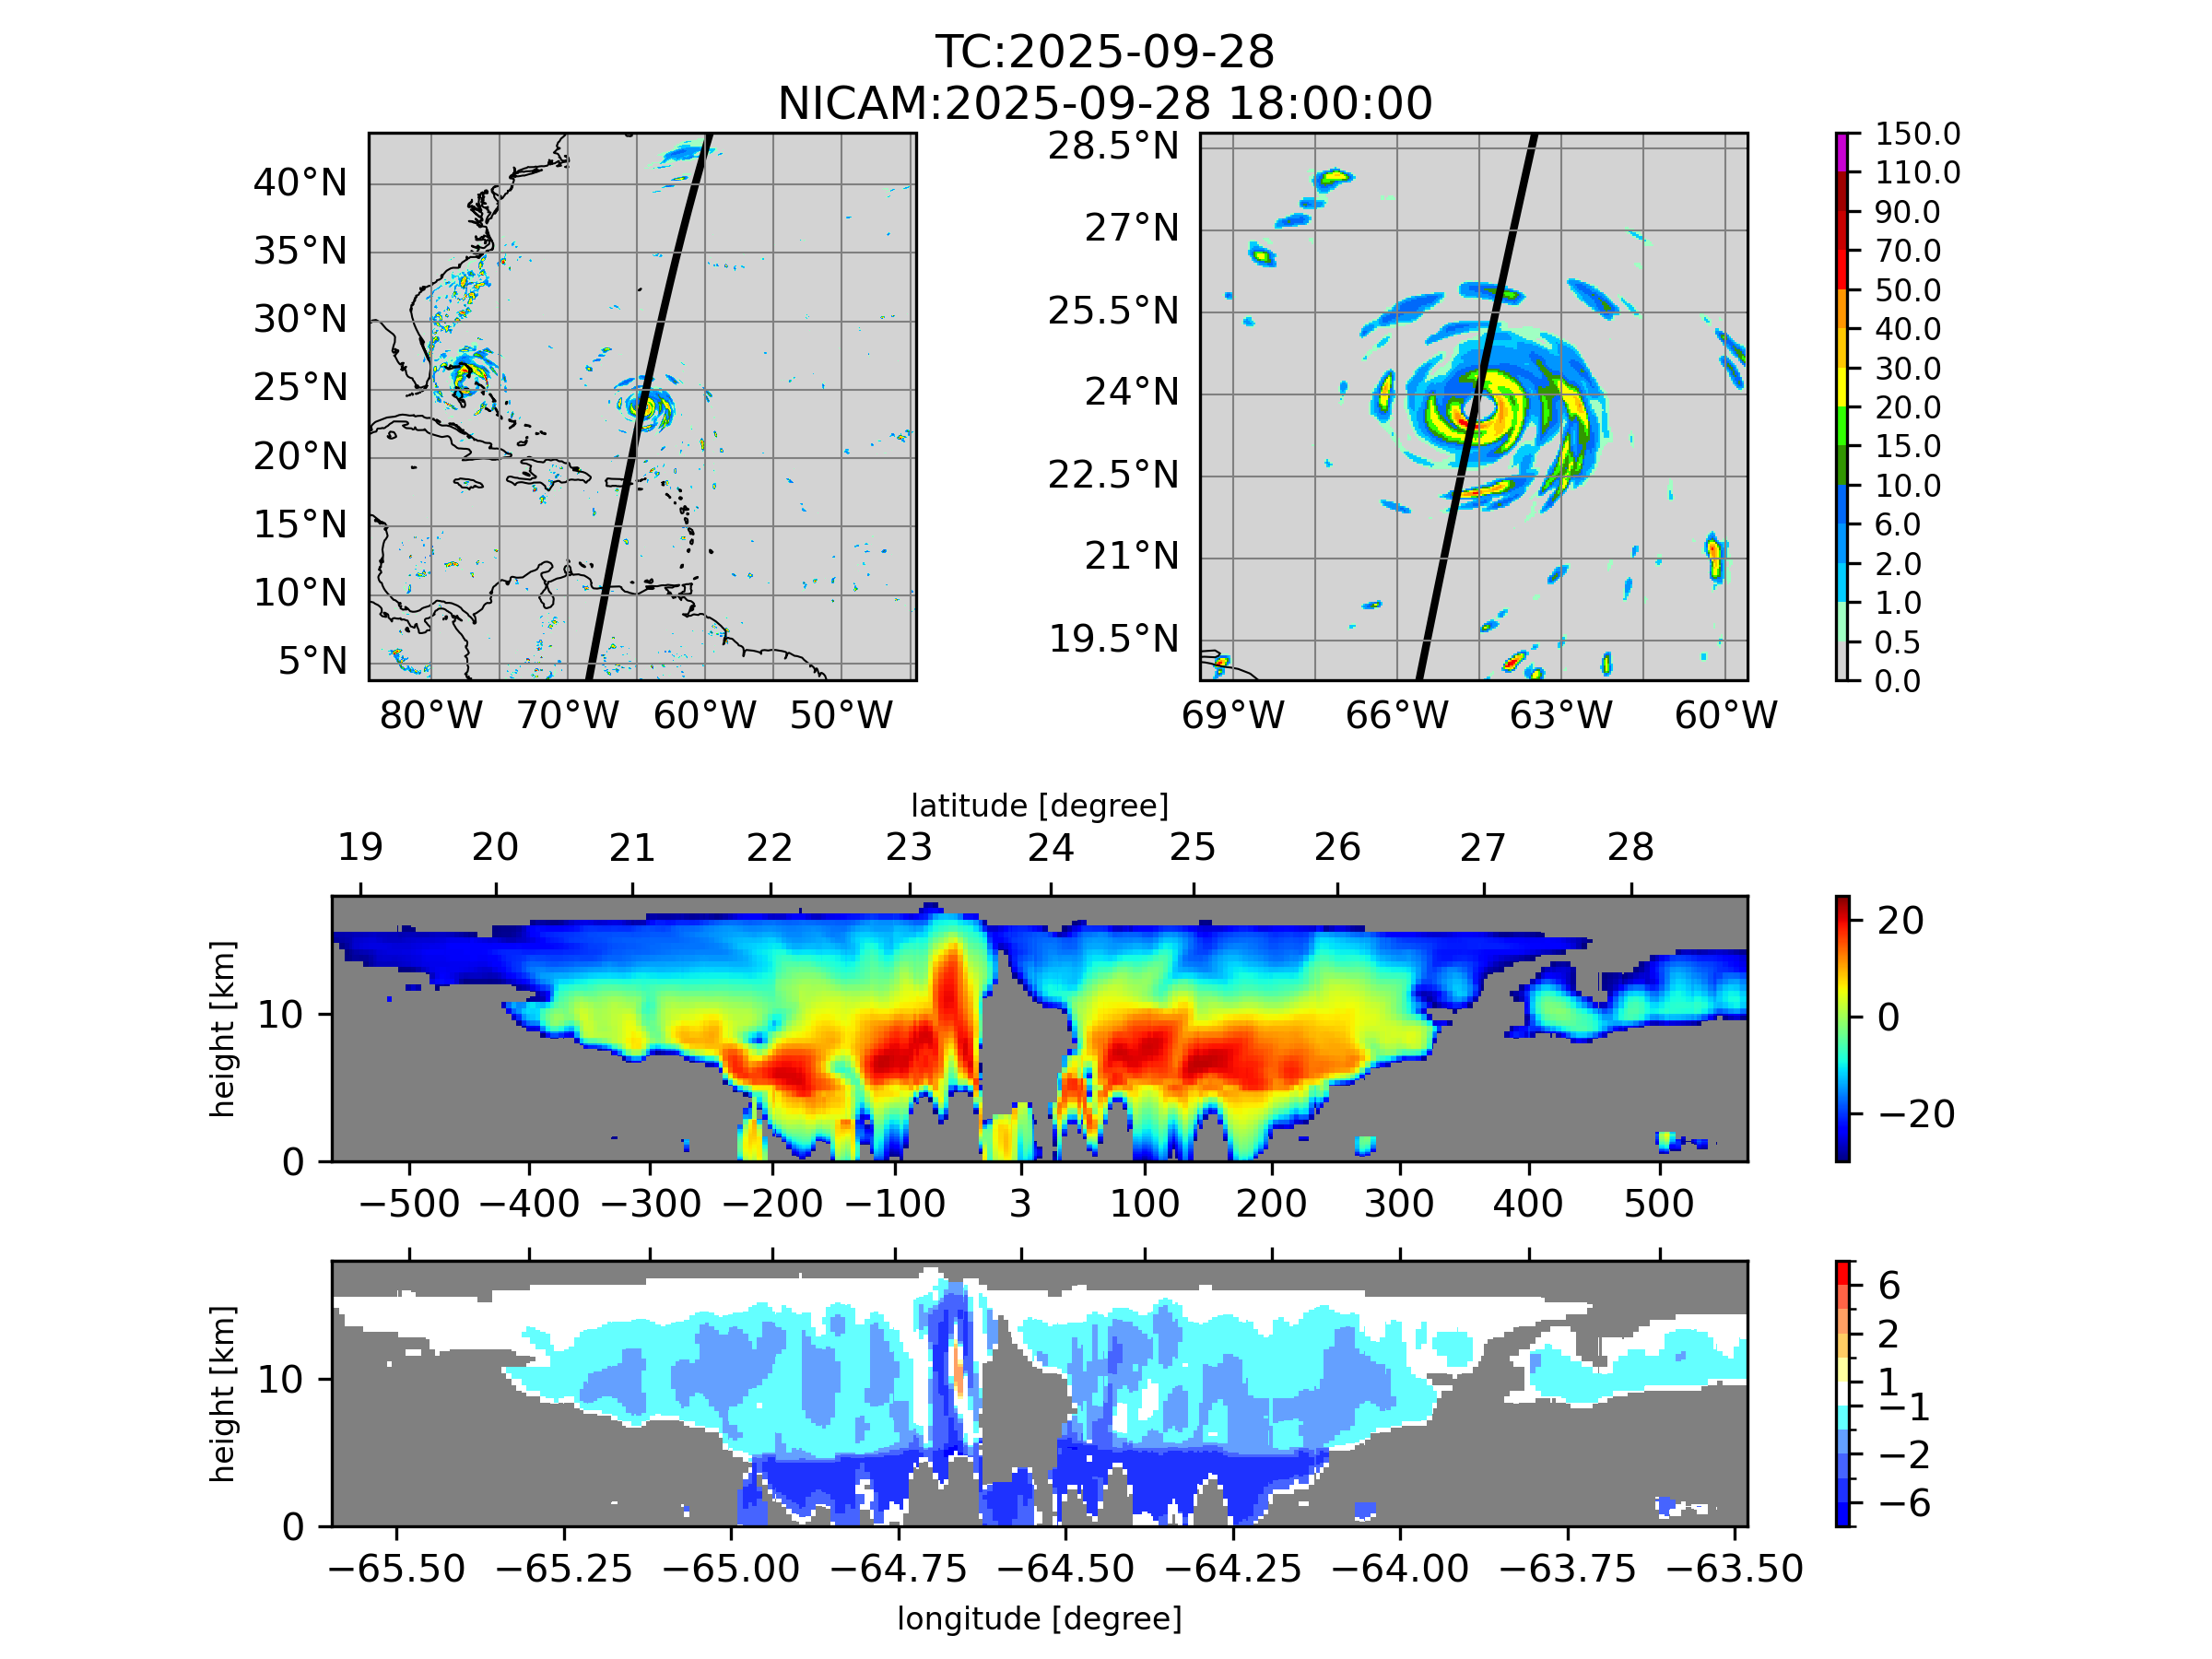 TC:2025-09-28
NICAM:2025-09-28 18:00:00
40°N
35°N
30°N
25°N
20°N
15°N
10°N
5°N
80°W 70°W 60°W 50°W
28.5°N
27°N
25.5°N
24°N
22.5°N
21°N
19.5°N
69°W 66°W 63°W 60°W
150.0
110.0
90.0
70.0
50.0
40.0
30.0
20.0
15.0
10.0
6.0
2.0
1.0
0.5
0.0
latitude [degree]
19 20 21 22 23 24 25 26 27 28
height [km]
10
0
−500 −400 −300 −200 −100 3 100 200 300 400 500
20
0
−20
height [km]
10
0
−65.50 −65.25 −65.00 −64.75 −64.50 −64.25 −64.00 −63.75 −63.50
longitude [degree]
6
2
1
−1
−2
−6